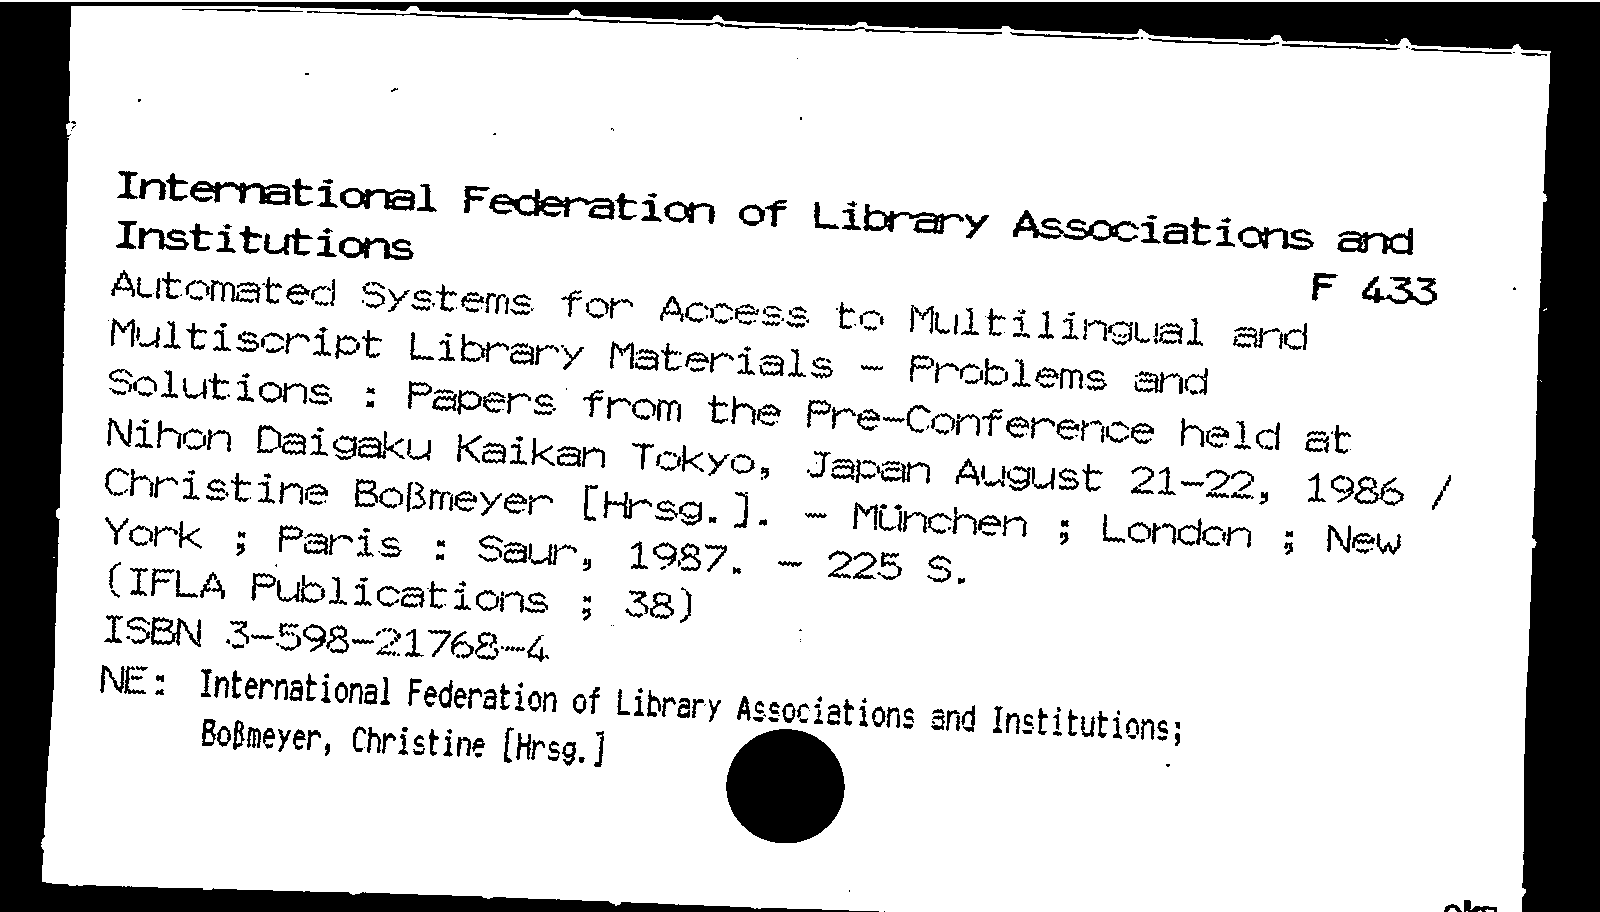 International Federation of Library Associations and
Institutions
F 433
Automated Systems for Access to Multilingual and
Multiscript Library Materials - Problems and
Solutions : Papers from the Pre-Conference held at
Nihon Daigaku Kaikan Tokyo, Japan August 21-22, 1986 /
Christine Boßmeyer [Hrsg.]. - München ; London ; New
York ; Paris : Saur, 1987. - 225 S.
(IFLA Publications ; 38)
ISBN 3-598-21768-4
NE: International Federation of Library Associations and Institutions;
Boßmeyer, Christine [Hrsg.]